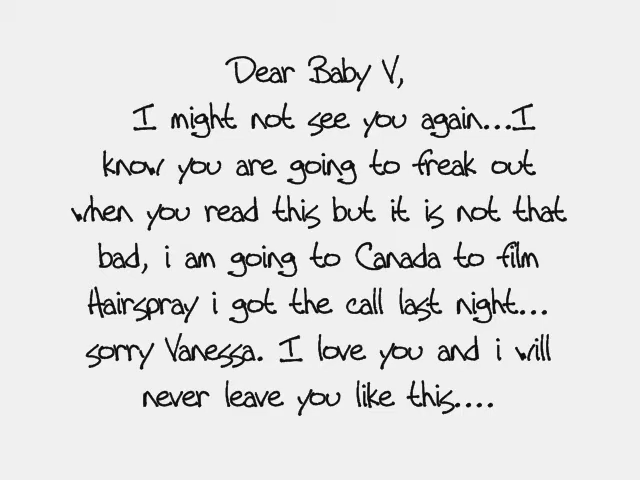 Dear Baby V,
I might not see you again...I
know you are going to freak out
when you read this but it is not that
bad, i am going to Canada to film
Hairspray i got the call last night...
sorry Vanessa. I love you and i will
never leave you like this....